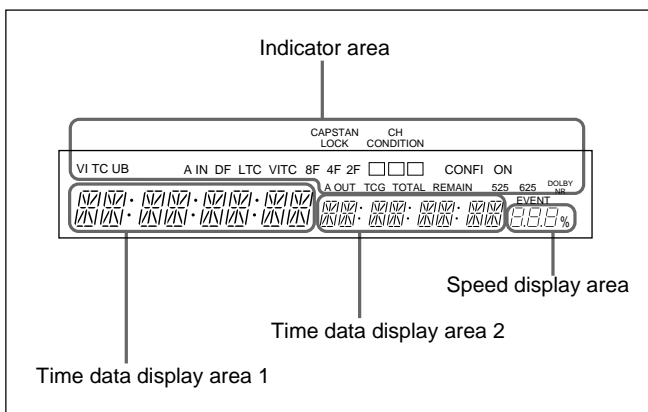 Indicator area
CAPSTAN LOCK
CH CONDITION
VI TC UB A IN DF LTC VITC 8F 4F 2F CONFI ON
A OUT TCG TOTAL REMAIN 525 625 DOLBY NR
EVENT
%
Speed display area
Time data display area 2
Time data display area 1